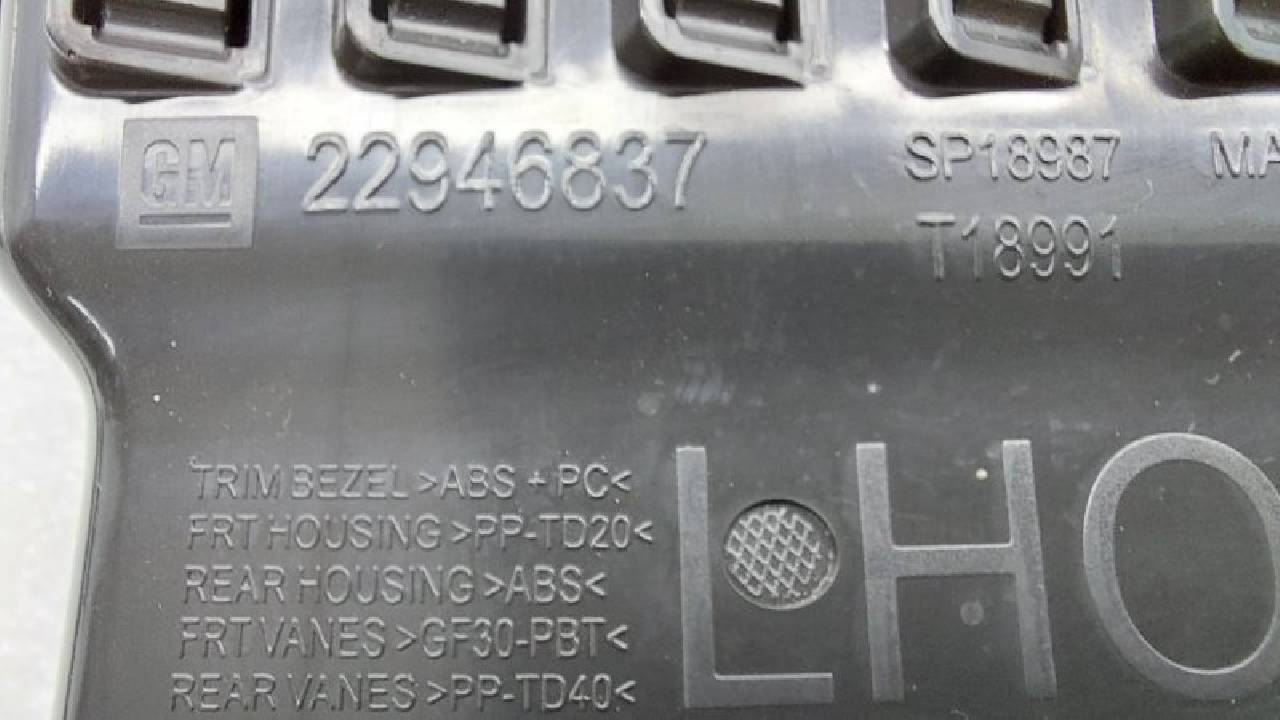 GM 22946837 SP18987 MA
T18991
TRIM BEZEL >ABS + PC<
FRT HOUSING >PP-TD20<
REAR HOUSING >ABS<
FRT VANES >GF30-PBT<
REAR VANES >PP-TD40<
LHO